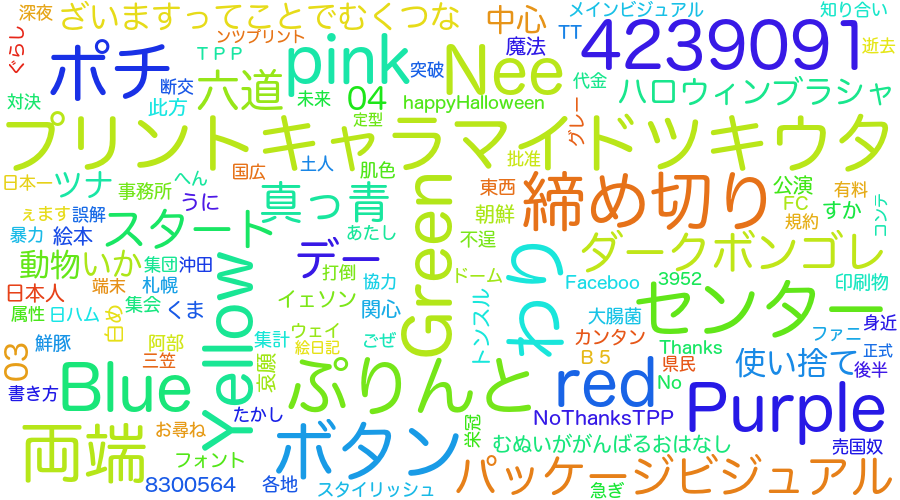 深夜 ざいますってことでむくつな 中心 メインビジュアル 知り合い
ぐらし ンツプリント TT 4239091 逝去
ポチ TPP pink Nee 魔法
断交 六道 突破 代金 ハロウィンブラシャ
対決 此方 未来 04 happyHalloween
定型 グレー
プリントキャラマイドツキウタ
日本一 ツナ へん 国広 土人 肌色 批准
事務所 うに 真っ青 東西 締め切り 公演 有料
ぇます 誤解 スタート あたし 朝鮮 FC すか コンテ
暴力 絵本 デー 不逞 規約
動物 いか 集団 沖田 打倒 Green わり ダークボンゴレ
端末 札幌 協力 ドーム Faceboo 3952 印刷物
日本人 集会 くま Yellow イェソン 関心 トンスル センター
属性 日ハム 白め 大腸菌 身近
鮮豚 阿部 集計 ウェイ ごぜ カンタン ファニ
03 三笠 絵日記 B5 Thanks 正式
哀願 県民 使い捨て 後半
書き方 Blue ぷりんと red No Purple
たかし 栄冠 NoThanksTPP
両端 お尋ね ボタン むぬいががんばるおはなし 売国奴
フォント パッケージビジュアル
8300564 各地 スタイリッシュ 急ぎ